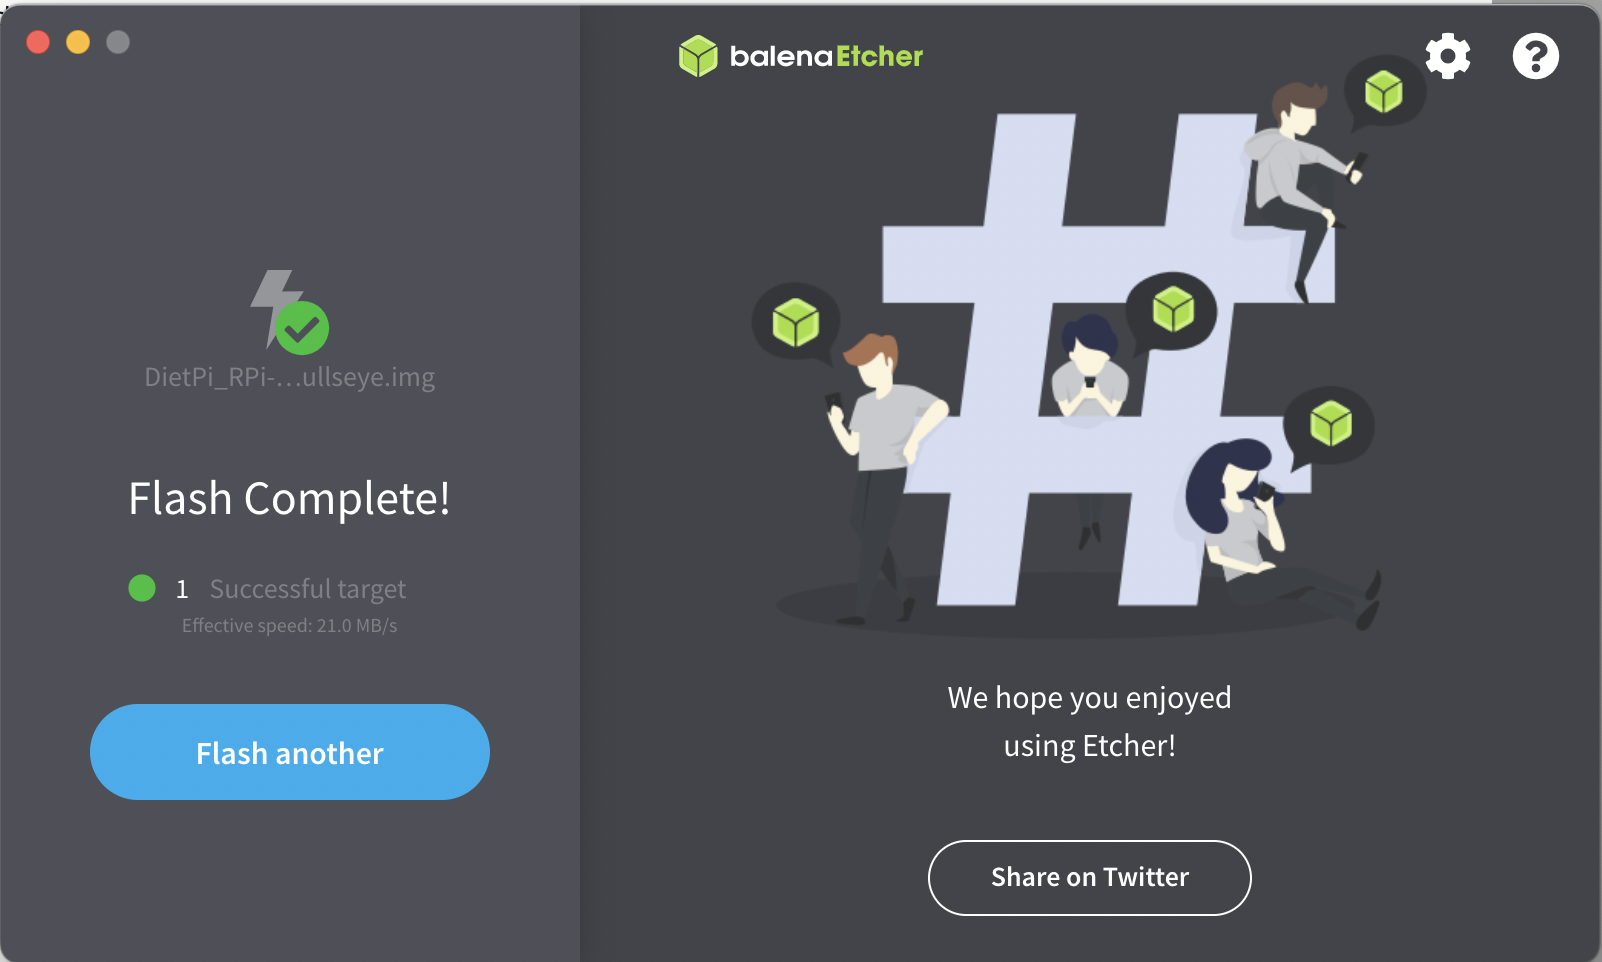 balenaEtcher
DietPi_RPi-...ullseye.img
Flash Complete!
1 Successful target
Effective speed: 21.0 MB/s
Flash another
We hope you enjoyed
using Etcher!
Share on Twitter